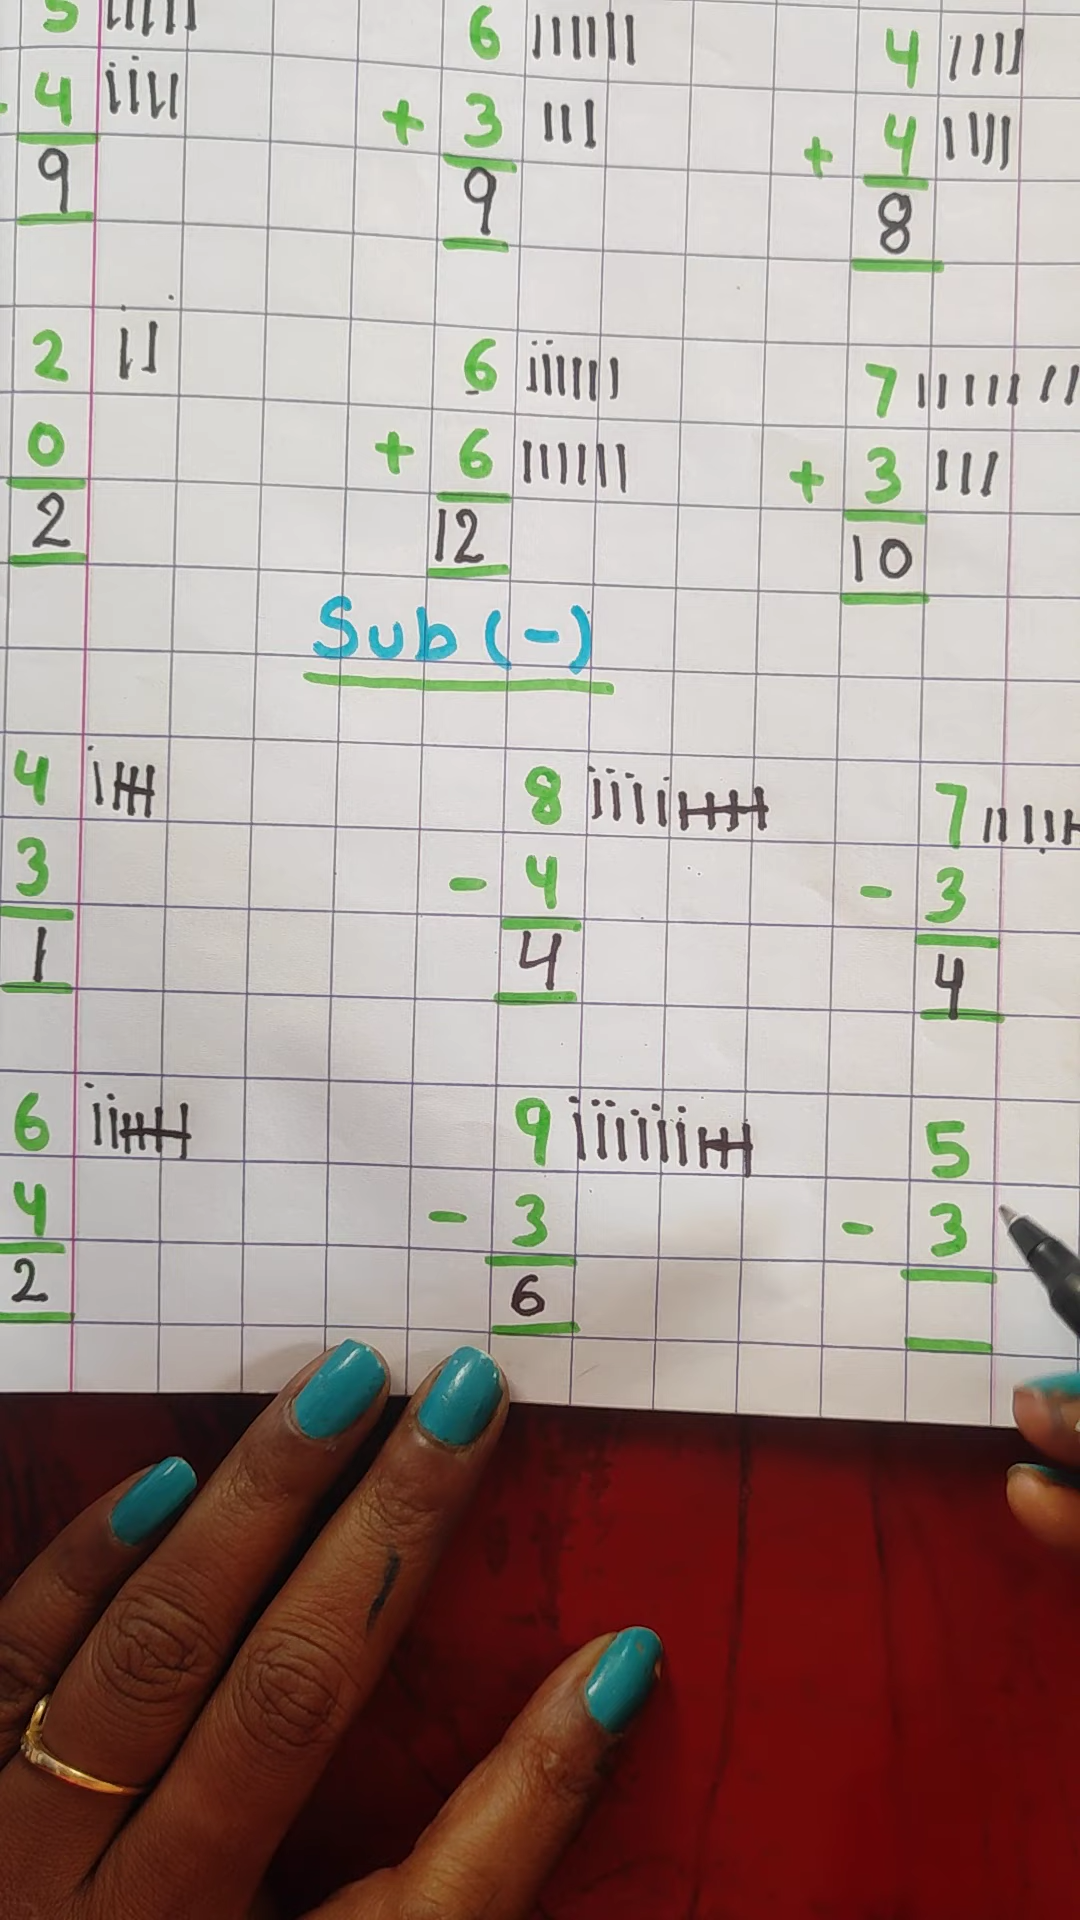 5 6 4
4 + 3 + 4
9 9 8
2 6 7
0 + 6 + 3
2 12 10
Sub (-)
4 8 7
3 - 4 - 3
1 4 4
6 9 5
4 - 3 - 3
2 6